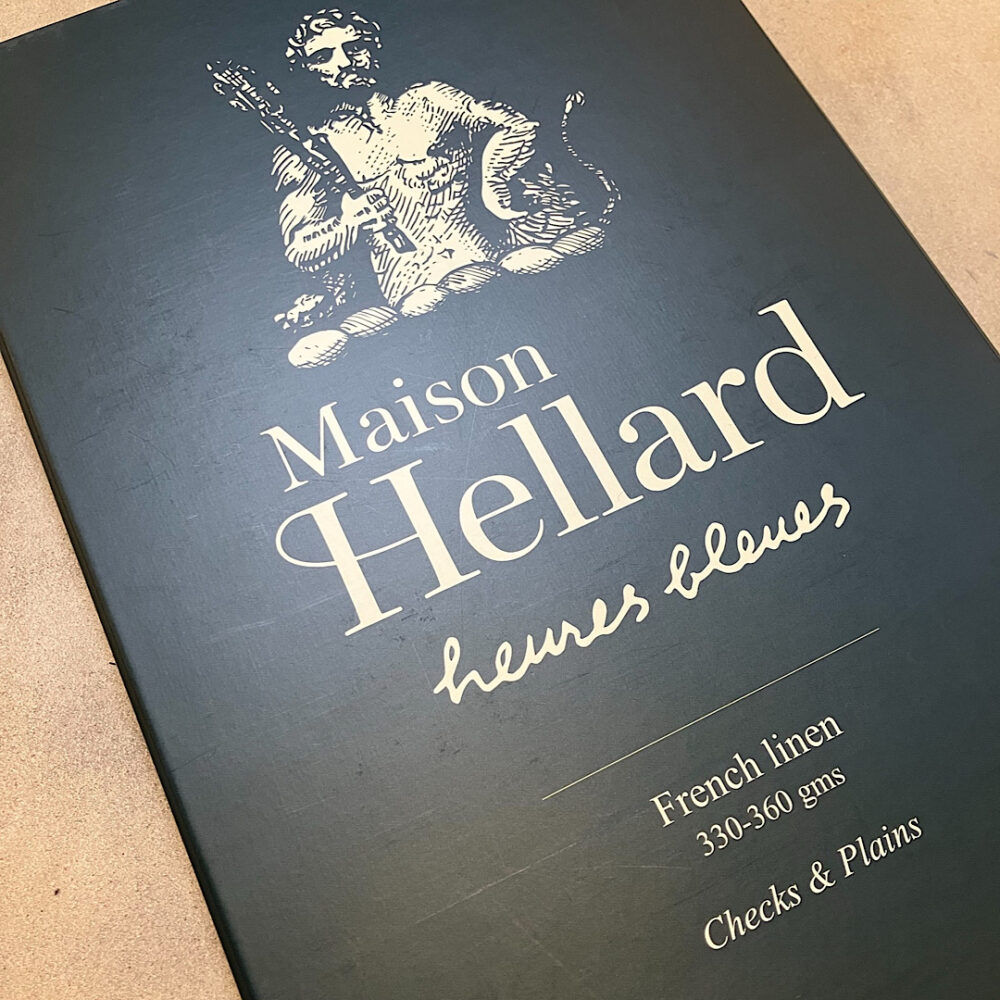 Maison
Hellard
heures bleues
French linen
330-360 gms
Checks & Plains